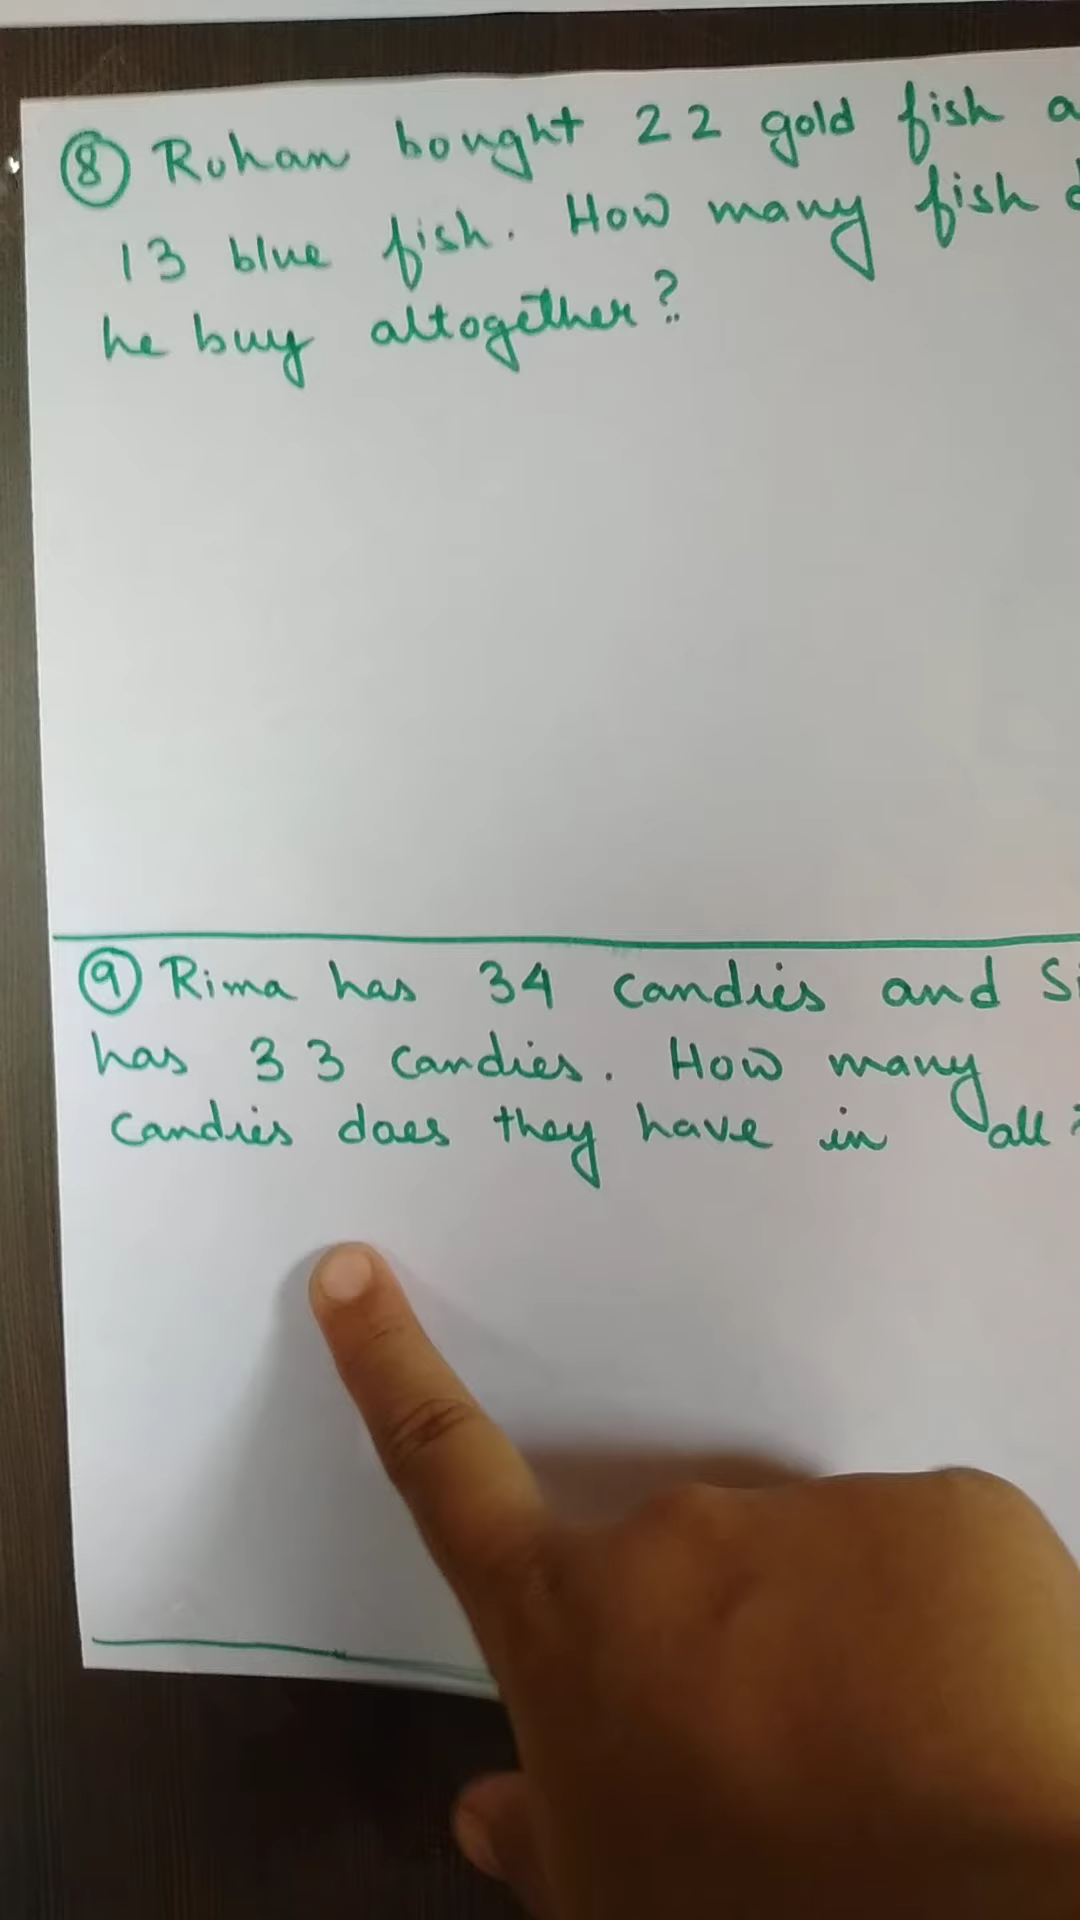 8 Rohan bought 22 gold fish a
13 blue fish. How many fish d
he buy altogether?
9 Rima has 34 candies and Si
has 33 candies. How many
candies does they have in all ?